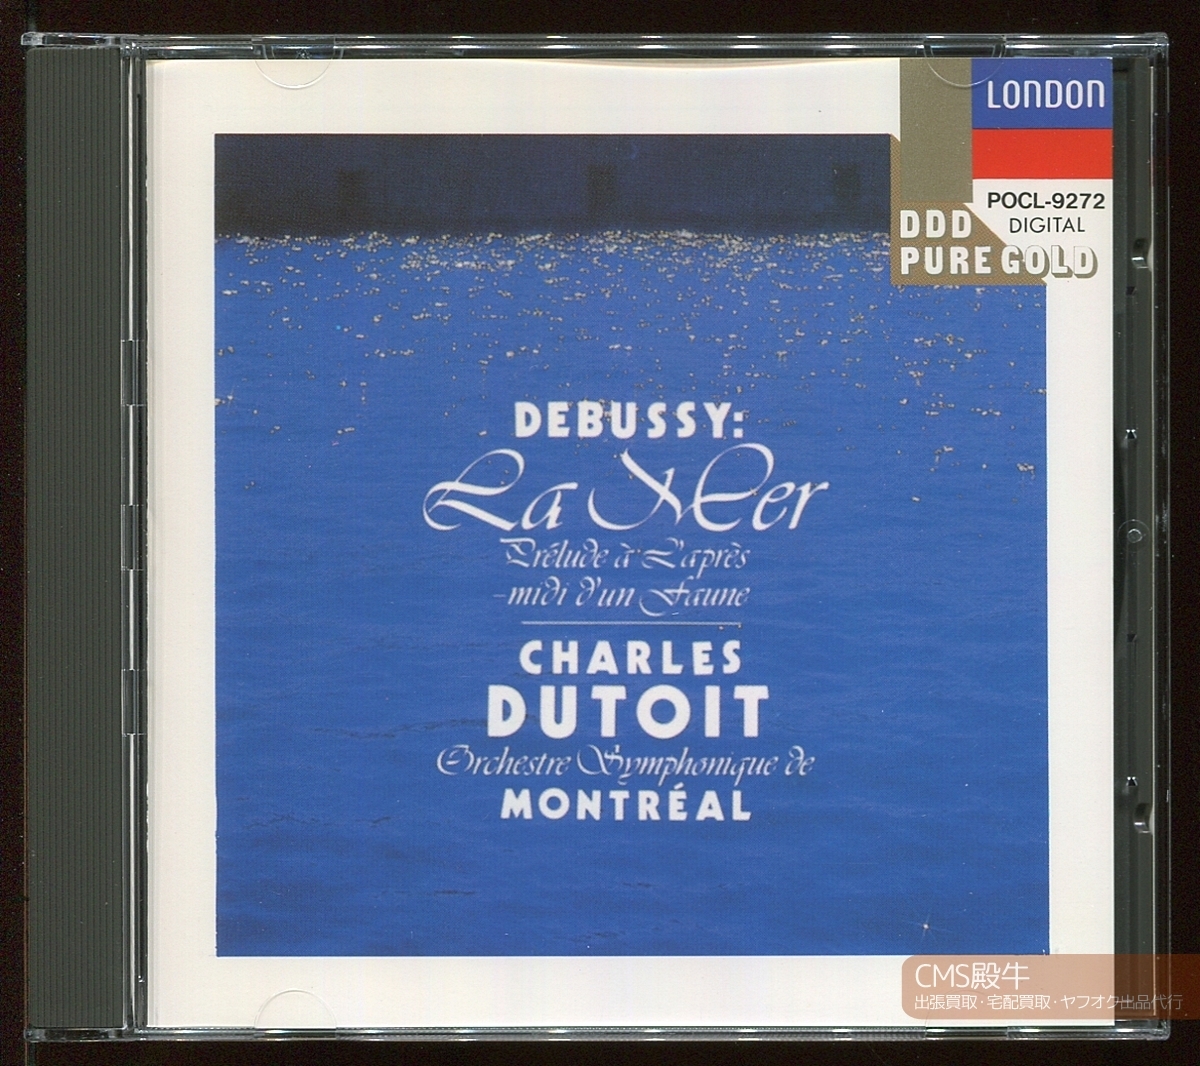 LONDON
POCL-9272
DIGITAL
DDD
PURE GOLD
DEBUSSY:
La Mer
Prélude à L'après
-midi d'un Faune
CHARLES
DUTOIT
Orchestre Symphonique de
MONTRÉAL
CMS殿牛
出張買取・宅配買取・ヤフオク出品代行